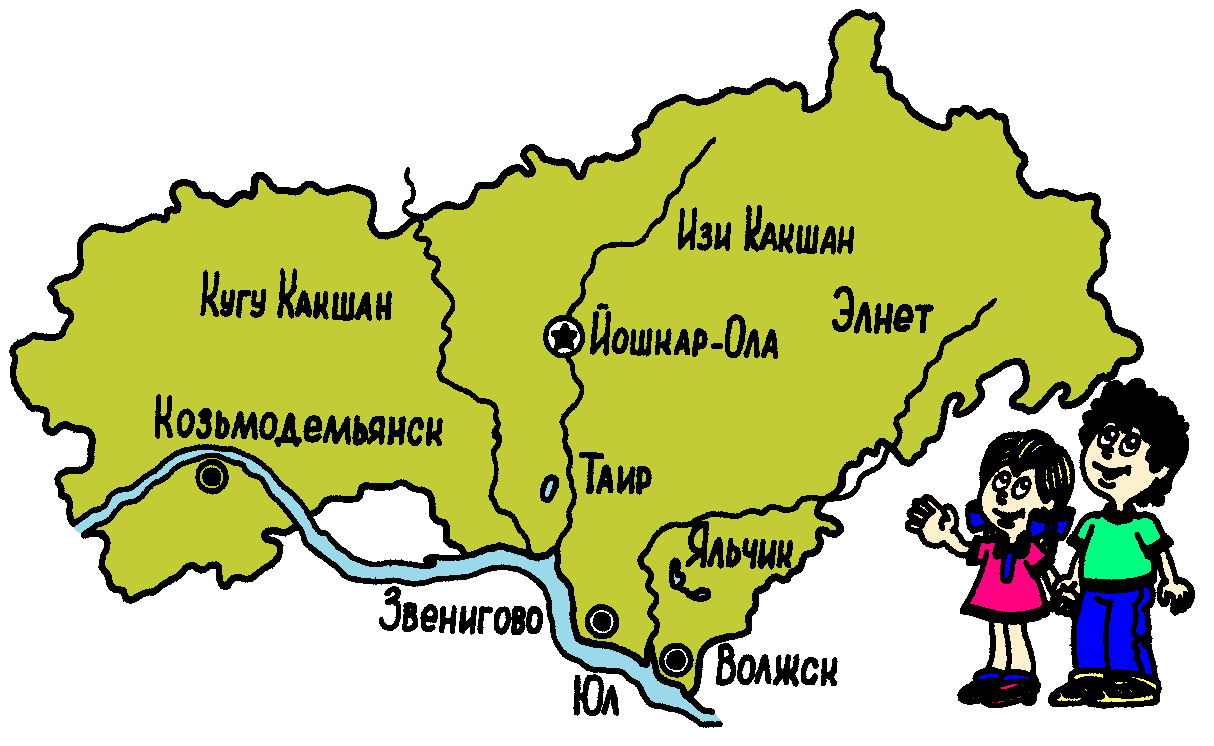 Изи Какшан
Кугу Какшан
Элнет
Йошкар-Ола
Козьмодемьянск
Таир
Яльчик
Звенигово
Волжск
Юл